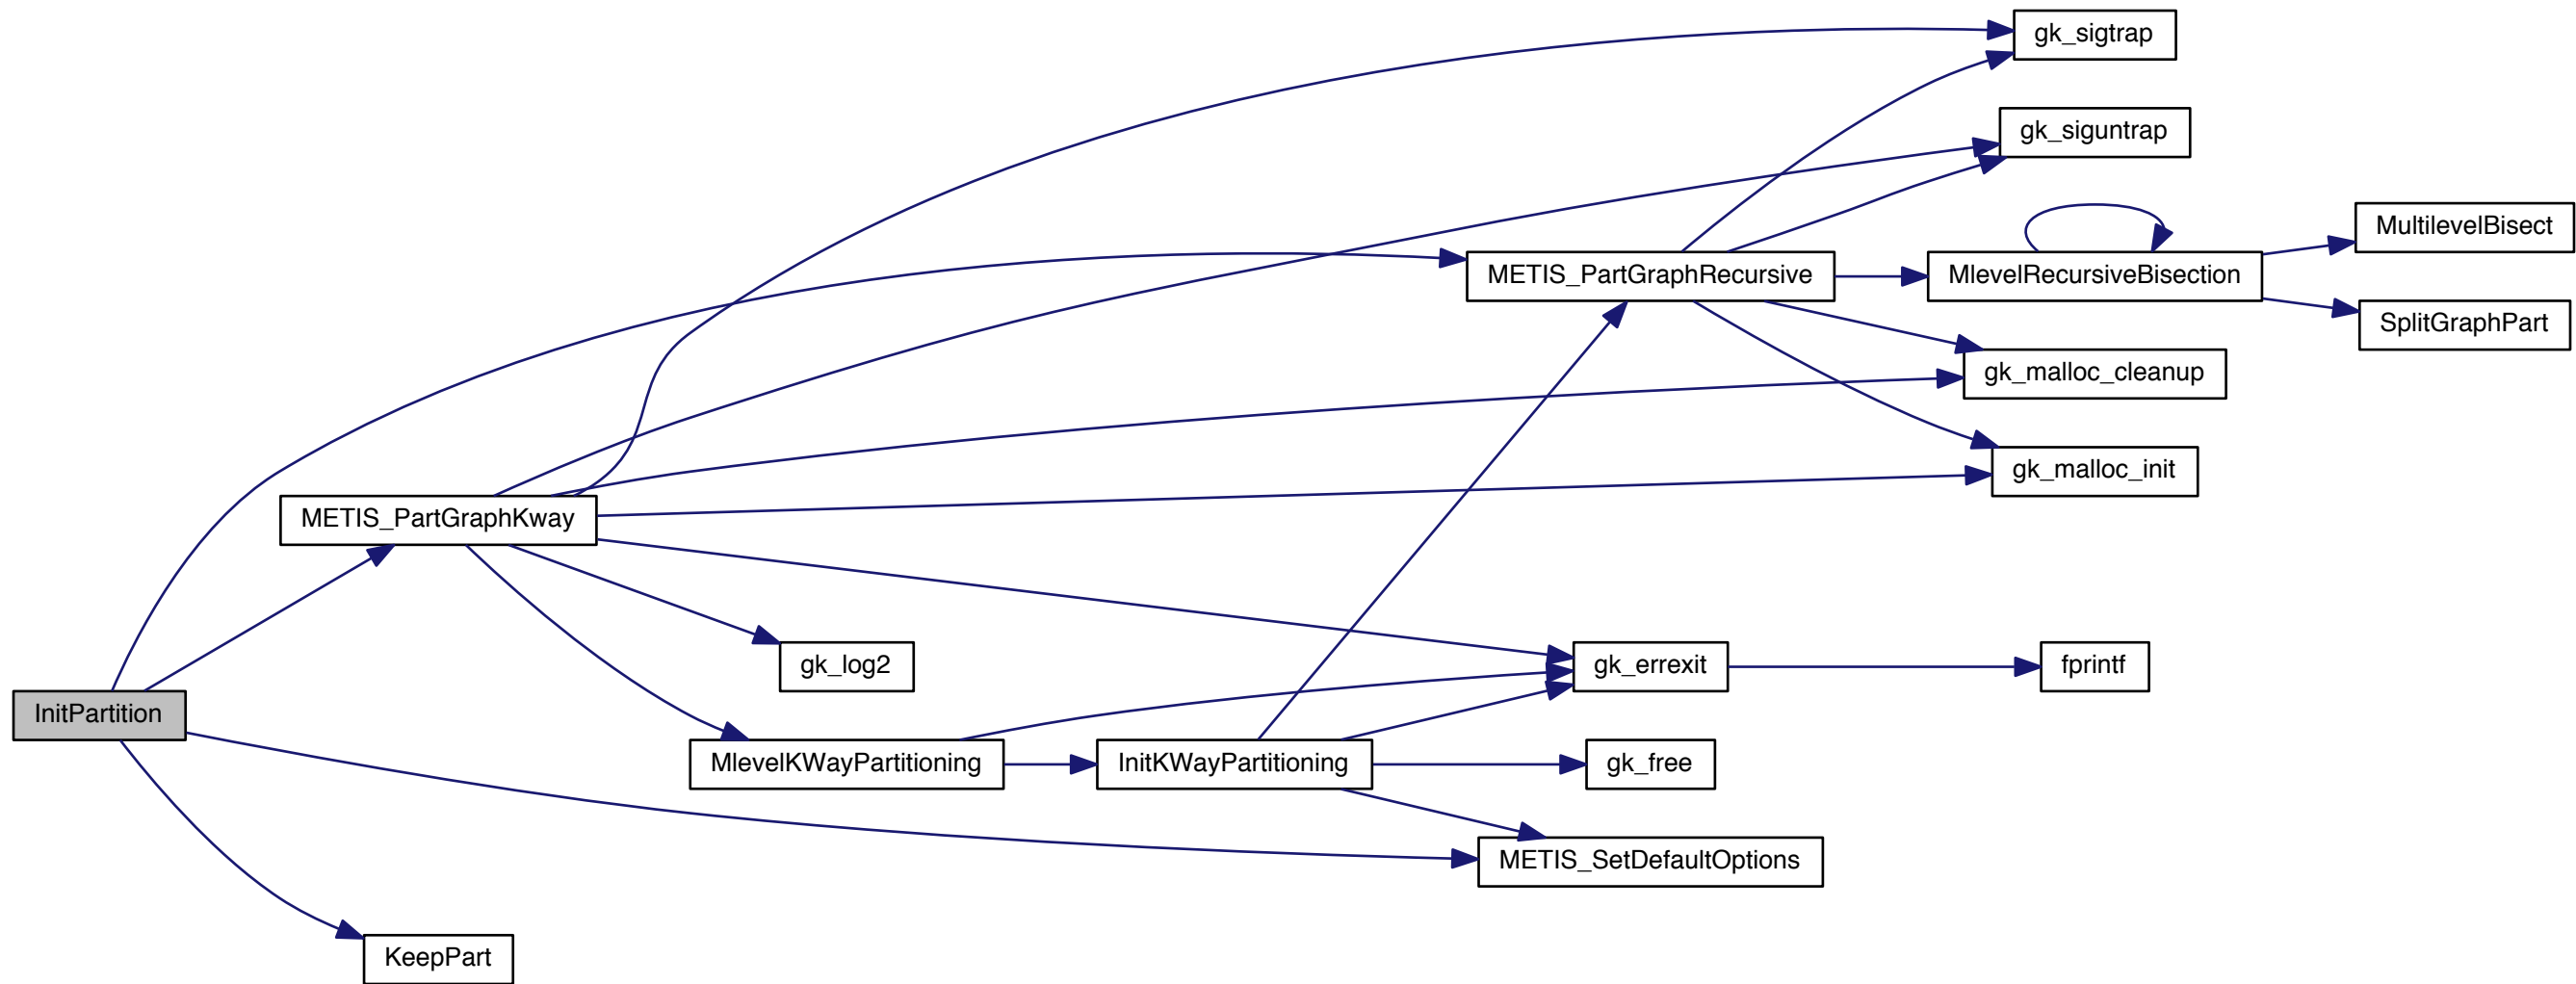 gk_sigtrap
gk_siguntrap
MultilevelBisect
METIS_PartGraphRecursive
MlevelRecursiveBisection
SplitGraphPart
gk_malloc_cleanup
gk_malloc_init
METIS_PartGraphKway
gk_log2
gk_errexit
fprintf
InitPartition
MlevelKWayPartitioning
InitKWayPartitioning
gk_free
METIS_SetDefaultOptions
KeepPart